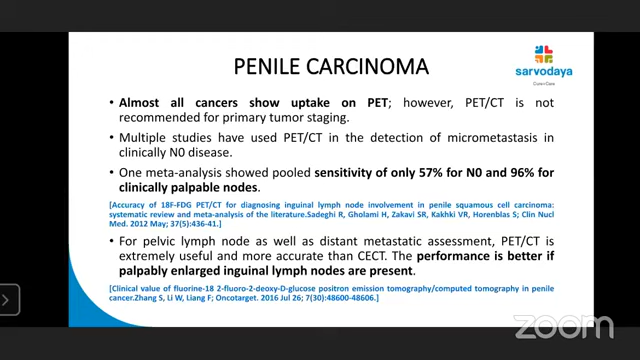 PENILE CARCINOMA
sarvodaya
• Almost all cancers show uptake on PET; however, PET/CT is not
recommended for primary tumor staging.
• Multiple studies have used PET/CT in the detection of micrometastasis in
clinically N0 disease.
• One meta-analysis showed pooled sensitivity of only 57% for N0 and 96% for
clinically palpable nodes.
[Accuracy of 18F-FDG PET/CT for diagnosing inguinal lymph node involvement in penile squamous cell carcinoma:
systematic review and meta-analysis of the literature.Sadeghi R, Gholami H, Zakavi SR, Kakhki VR, Horenblas S; Clin Nucl
Med. 2012 May; 37(5):436-41.]
• For pelvic lymph node as well as distant metastatic assessment, PET/CT is
extremely useful and more accurate than CECT. The performance is better if
palpably enlarged inguinal lymph nodes are present.
[Clinical value of fluorine-18 2-fluoro-2-deoxy-D-glucose positron emission tomography/computed tomography in penile
cancer.Zhang S, Li W, Liang F; Oncotarget. 2016 Jul 26; 7(30):48600-48606.]
zoom